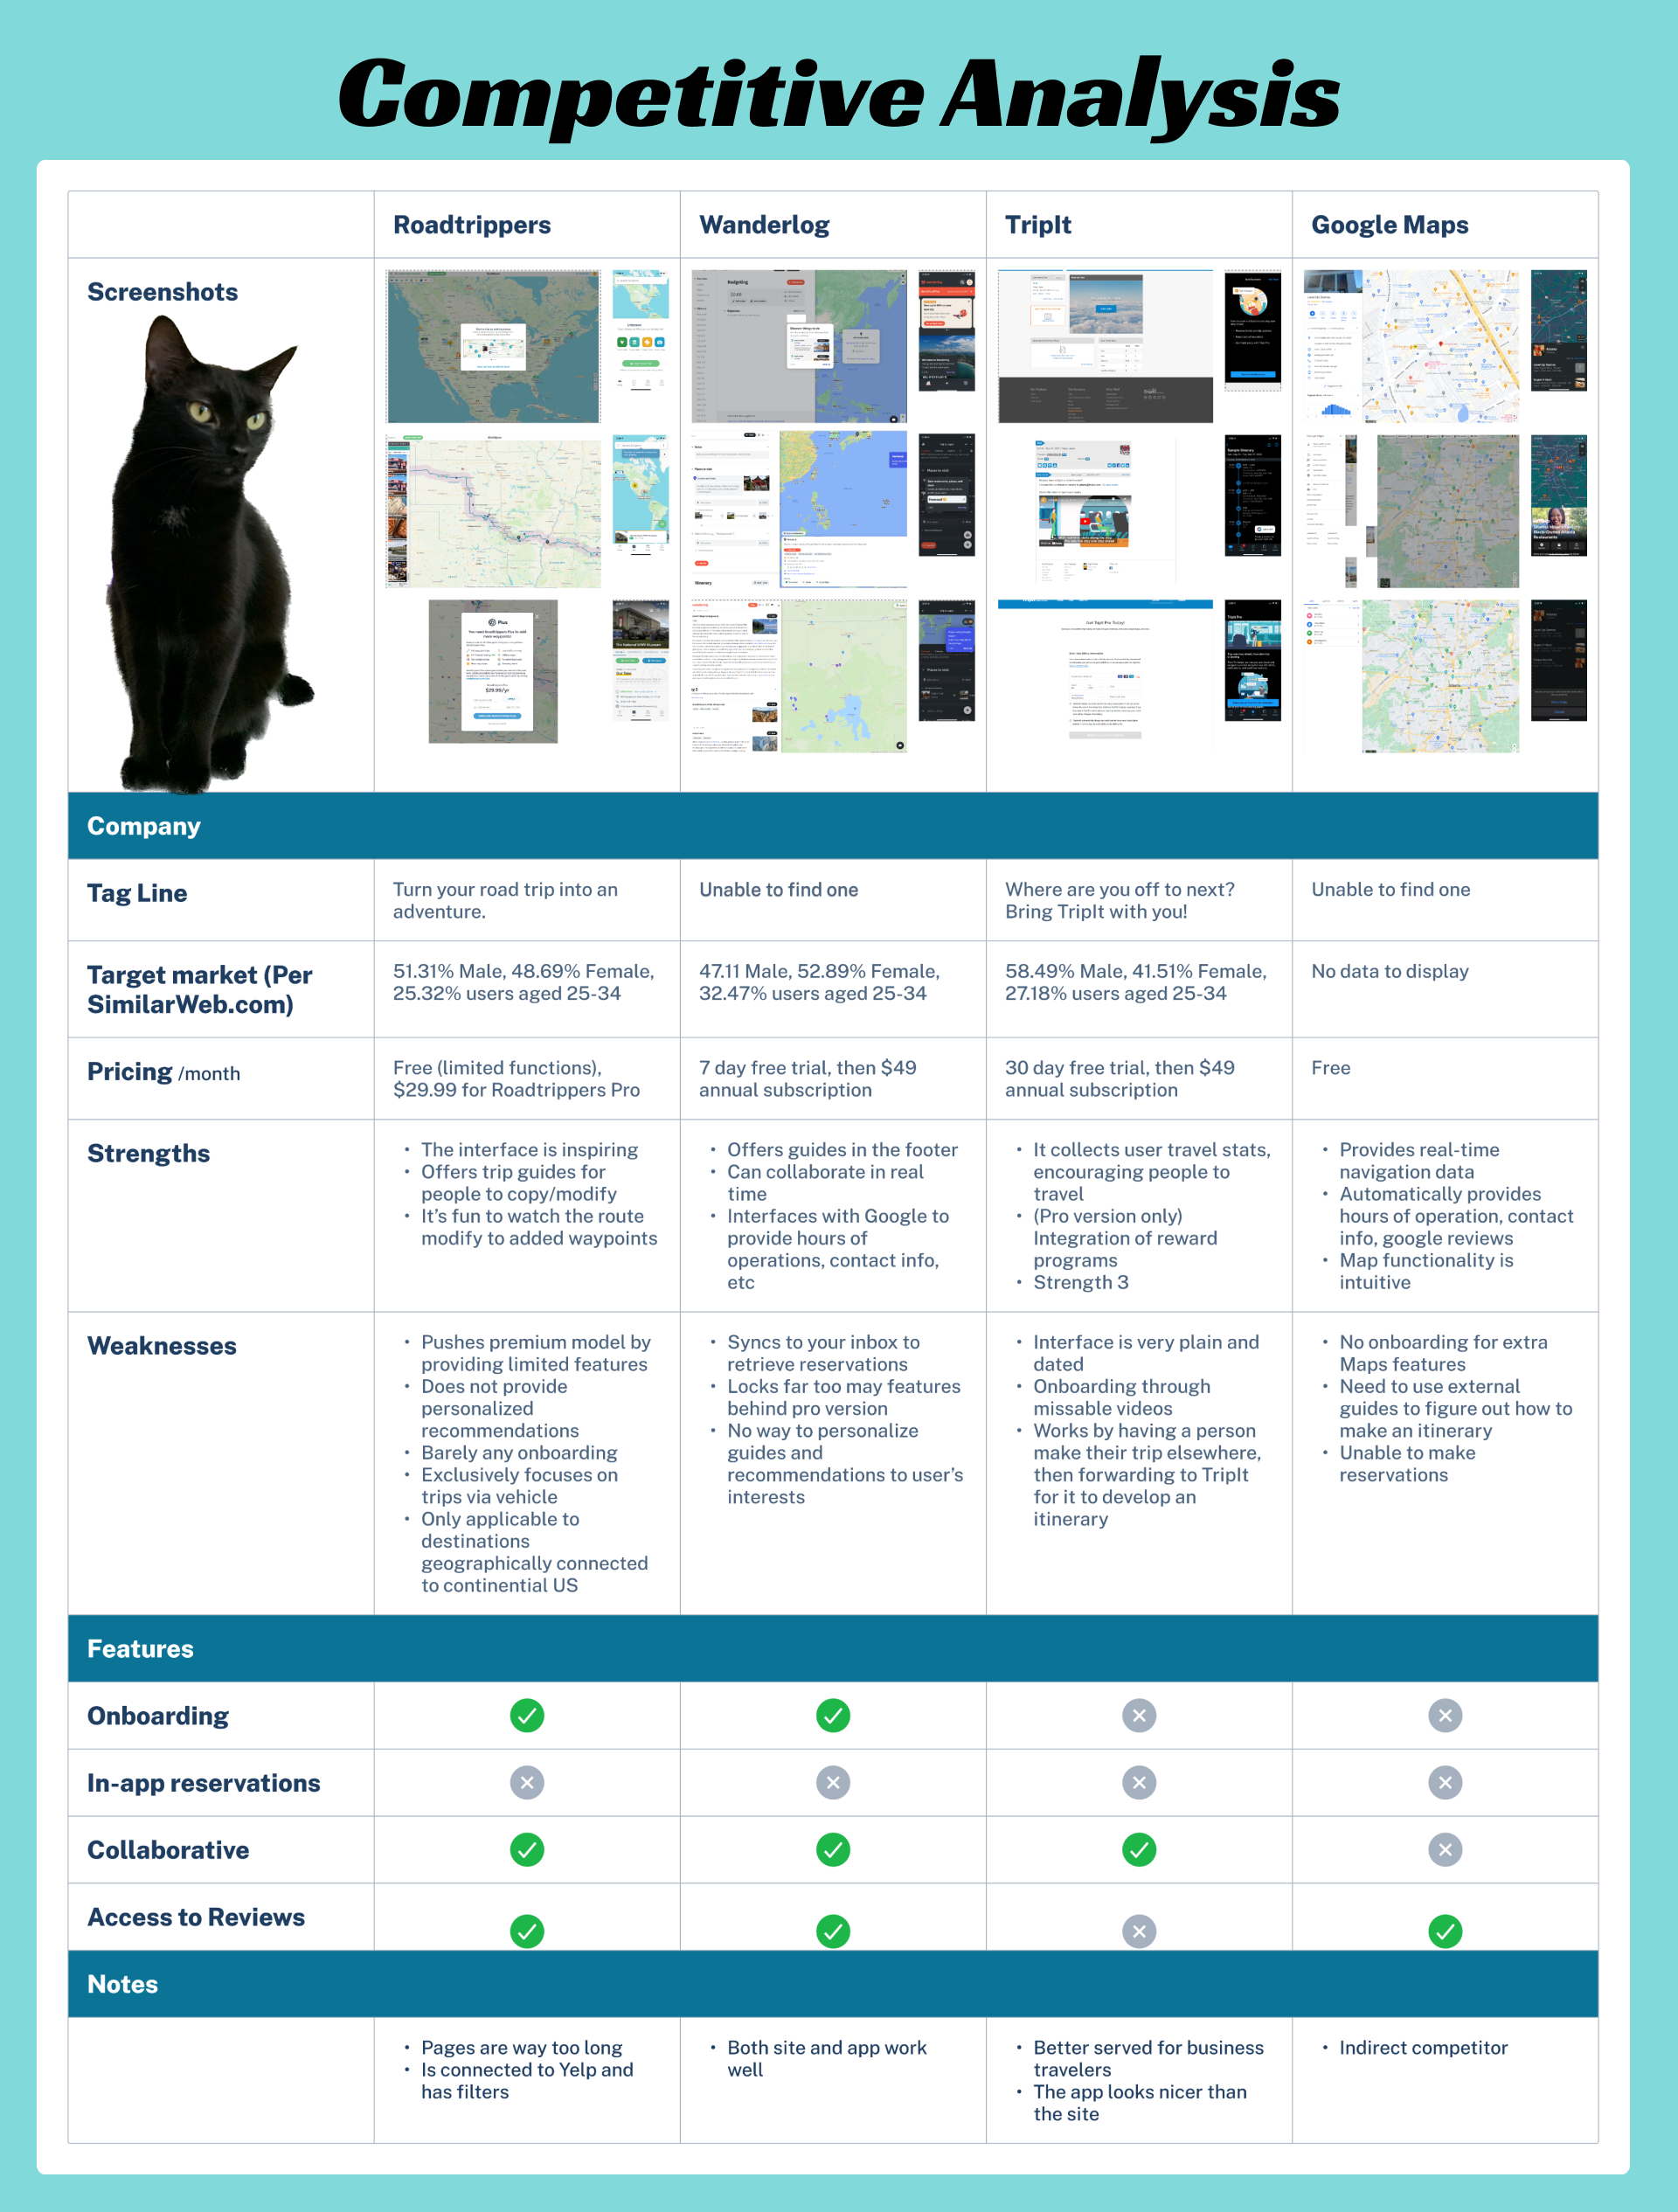 Competitive Analysis
Roadtrippers
Wanderlog
TripIt
Google Maps
Screenshots
Budgeting
Plus
$29.99/yr
Itinerary
Get TripIt Pro Today!
Company
Tag Line
Turn your road trip into an
adventure.
Unable to find one
Where are you off to next?
Bring TripIt with you!
Unable to find one
Target market (Per
SimilarWeb.com)
51.31% Male, 48.69% Female,
25.32% users aged 25-34
47.11 Male, 52.89% Female,
32.47% users aged 25-34
58.49% Male, 41.51% Female,
27.18% users aged 25-34
No data to display
Pricing /month
Free (limited functions),
$29.99 for Roadtrippers Pro
7 day free trial, then $49
annual subscription
30 day free trial, then $49
annual subscription
Free
Strengths
• The interface is inspiring
• Offers trip guides for
people to copy/modify
• It's fun to watch the route
modify to added waypoints
• Offers guides in the footer
• Can collaborate in real
time
• Interfaces with Google to
provide hours of
operations, contact info,
etc
• It collects user travel stats,
encouraging people to
travel
• (Pro version only)
Integration of reward
programs
• Strength 3
• Provides real-time
navigation data
• Automatically provides
hours of operation, contact
info, google reviews
• Map functionality is
intuitive
Weaknesses
• Pushes premium model by
providing limited features
• Does not provide
personalized
recommendations
• Barely any onboarding
• Exclusively focuses on
trips via vehicle
• Only applicable to
destinations
geographically connected
to continential US
• Syncs to your inbox to
retrieve reservations
• Locks far too may features
behind pro version
• No way to personalize
guides and
recommendations to user's
interests
• Interface is very plain and
dated
• Onboarding through
missable videos
• Works by having a person
make their trip elsewhere,
then forwarding to TripIt
for it to develop an
itinerary
• No onboarding for extra
Maps features
• Need to use external
guides to figure out how to
make an itinerary
• Unable to make
reservations
Features
Onboarding
In-app reservations
Collaborative
Access to Reviews
Notes
• Pages are way too long
• Is connected to Yelp and
has filters
• Both site and app work
well
• Better served for business
travelers
• The app looks nicer than
the site
• Indirect competitor